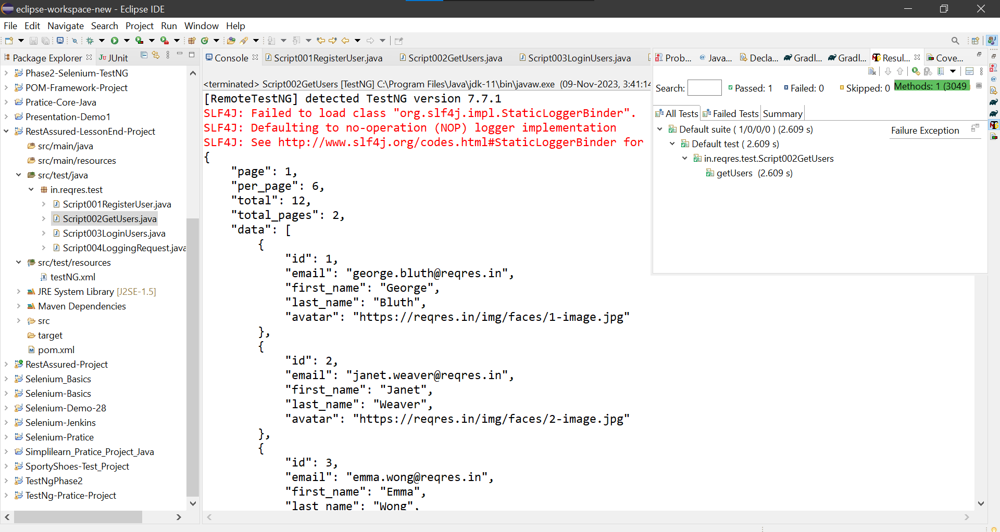 eclipse-workspace-new - Eclipse IDE
File Edit Navigate Search Project Run Window Help
Package Explorer
JUnit
Phase2-Selenium-TestNG
POM-Framework-Project
Pratice-Core-Java
Presentation-Demo1
RestAssured-LessonEnd-Project
src/main/java
src/main/resources
src/test/java
in.reqres.test
Script001RegisterUser.java
Script002GetUsers.java
Script003LoginUsers.java
Script004LoggingRequest.java
src/test/resources
testNG.xml
JRE System Library [J2SE-1.5]
Maven Dependencies
src
target
pom.xml
RestAssured-Project
Selenium_Basics
Selenium-Basics
Selenium-Demo-28
Selenium-Jenkins
Selenium-Pratice
Simplilearn_Pratice_Project_Java
SportyShoes-Test_Project
TestNgPhase2
TestNg-Pratice-Project
Console Script001RegisterUser.java Script002GetUsers.java Script003LoginUsers.java
<terminated> Script002GetUsers [TestNG] C:\Program Files\Java\jdk-11\bin\javaw.exe (09-Nov-2023, 3:41:14
[RemoteTestNG] detected TestNG version 7.7.1
SLF4J: Failed to load class "org.slf4j.impl.StaticLoggerBinder".
SLF4J: Defaulting to no-operation (NOP) logger implementation
SLF4J: See http://www.slf4j.org/codes.html#StaticLoggerBinder for
{
"page": 1,
"per_page": 6,
"total": 12,
"total_pages": 2,
"data": [
{
"id": 1,
"email": "george.bluth@reqres.in",
"first_name": "George",
"last_name": "Bluth",
"avatar": "https://reqres.in/img/faces/1-image.jpg"
},
{
"id": 2,
"email": "janet.weaver@reqres.in",
"first_name": "Janet",
"last_name": "Weaver",
"avatar": "https://reqres.in/img/faces/2-image.jpg"
},
{
"id": 3,
"email": "emma.wong@reqres.in",
"first_name": "Emma",
"last_name": "Wong",
Prob... Java... Decla... Gradl... Gradl... Resul... Cove...
Search: Passed: 1 Failed: 0 Skipped: 0 Methods: 1 (3049
All Tests Failed Tests Summary
Default suite ( 1/0/0/0 ) (2.609 s)
Default test ( 2.609 s)
in.reqres.test.Script002GetUsers
getUsers (2.609 s)
Failure Exception